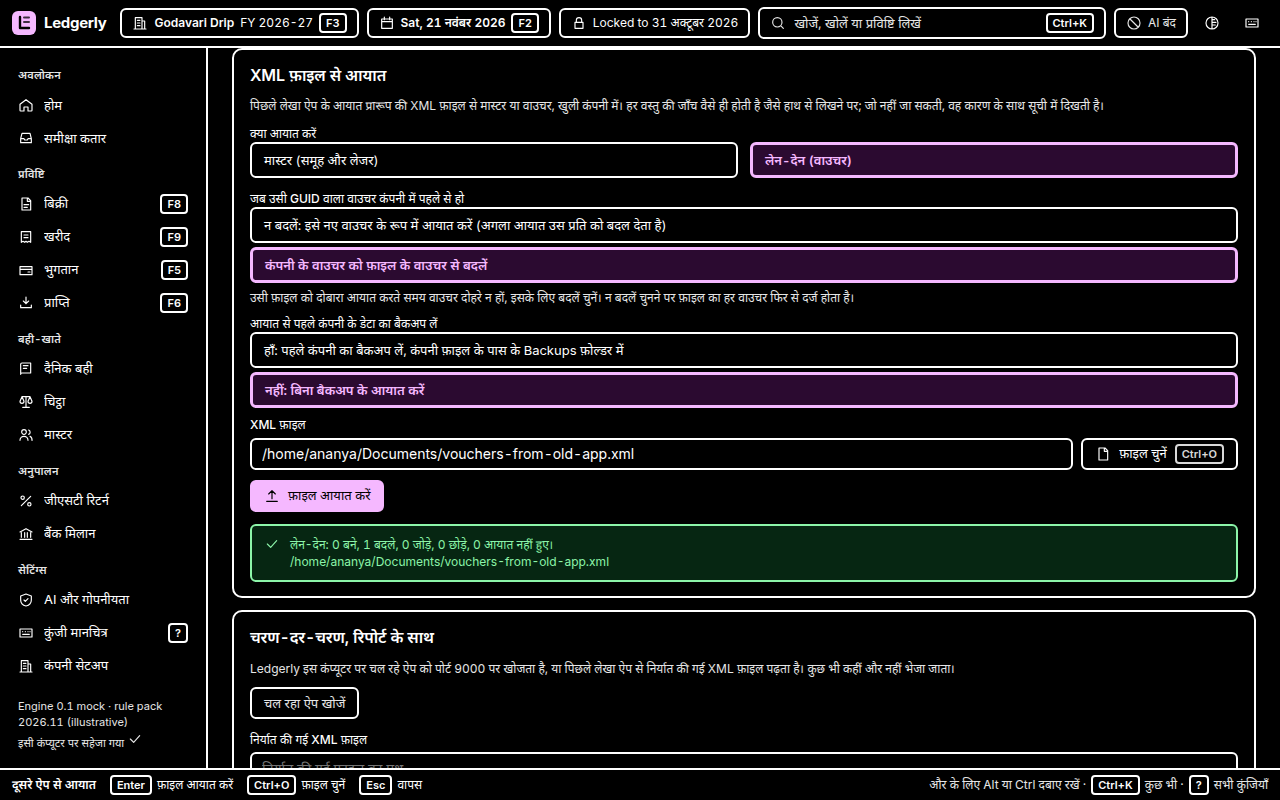 Ledgerly
Godavari Drip FY 2026-27 F3
Sat, 21 नवंबर 2026 F2
Locked to 31 अक्टूबर 2026
खोजें, खोलें या प्रविष्टि लिखें Ctrl+K
AI बंद
अवलोकन
होम
समीक्षा कतार
प्रविष्टि
बिक्री F8
खरीद F9
भुगतान F5
प्राप्ति F6
बही-खाते
दैनिक बही
चिट्ठा
मास्टर
अनुपालन
जीएसटी रिटर्न
बैंक मिलान
सेटिंग्स
AI और गोपनीयता
कुंजी मानचित्र ?
कंपनी सेटअप
Engine 0.1 mock · rule pack
2026.11 (illustrative)
इसी कंप्यूटर पर सहेजा गया
XML फ़ाइल से आयात
पिछले लेखा ऐप के आयात प्रारूप की XML फ़ाइल से मास्टर या वाउचर, खुली कंपनी में। हर वस्तु की जाँच वैसे ही होती है जैसे हाथ से लिखने पर; जो नहीं जा सकती, वह कारण के साथ सूची में दिखती है।
क्या आयात करें
मास्टर (समूह और लेजर)
लेन-देन (वाउचर)
जब उसी GUID वाला वाउचर कंपनी में पहले से हो
न बदलें: इसे नए वाउचर के रूप में आयात करें (अगला आयात उस प्रति को बदल देता है)
कंपनी के वाउचर को फ़ाइल के वाउचर से बदलें
उसी फ़ाइल को दोबारा आयात करते समय वाउचर दोहरे न हों, इसके लिए बदलें चुनें। न बदलें चुनने पर फ़ाइल का हर वाउचर फिर से दर्ज होता है।
आयात से पहले कंपनी के डेटा का बैकअप लें
हाँ: पहले कंपनी का बैकअप लें, कंपनी फ़ाइल के पास के Backups फ़ोल्डर में
नहीं: बिना बैकअप के आयात करें
XML फ़ाइल
/home/ananya/Documents/vouchers-from-old-app.xml
फ़ाइल चुनें Ctrl+O
फ़ाइल आयात करें
लेन-देन: 0 बने, 1 बदले, 0 जोड़े, 0 छोड़े, 0 आयात नहीं हुए।
/home/ananya/Documents/vouchers-from-old-app.xml
चरण-दर-चरण, रिपोर्ट के साथ
Ledgerly इस कंप्यूटर पर चल रहे ऐप को पोर्ट 9000 पर खोजता है, या पिछले लेखा ऐप से निर्यात की गई XML फ़ाइल पढ़ता है। कुछ भी कहीं और नहीं भेजा जाता।
चल रहा ऐप खोजें
निर्यात की गई XML फ़ाइल
दूसरे ऐप से आयात Enter फ़ाइल आयात करें Ctrl+O फ़ाइल चुनें Esc वापस
और के लिए Alt या Ctrl दबाए रखें · Ctrl+K कुछ भी · ? सभी कुंजियाँ